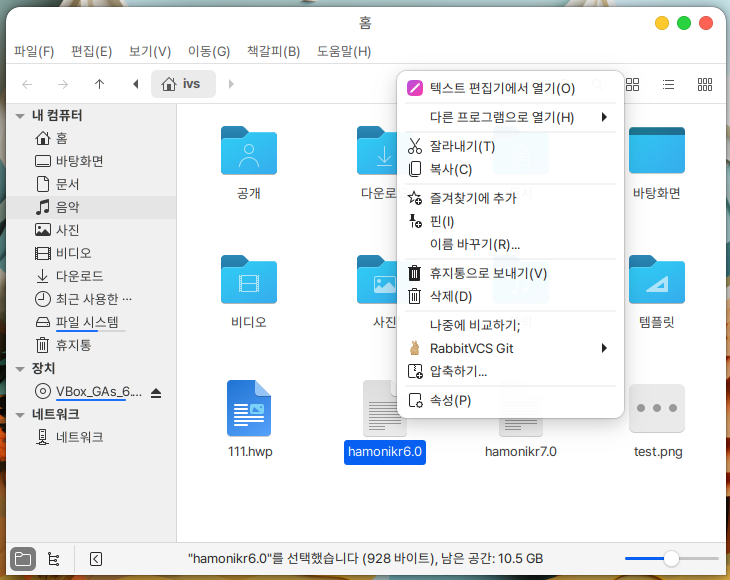 홈
파일(F) 편집(E) 보기(V) 이동(G) 책갈피(B) 도움말(H)
ivs
내 컴퓨터
홈
바탕화면
문서
음악
사진
비디오
다운로드
최근 사용한 ···
파일 시스템
휴지통
장치
VBox_GAs_6....
네트워크
네트워크
공개
다운로
바탕화면
비디오
사진
템플릿
111.hwp
hamonikr6.0
hamonikr7.0
test.png
텍스트 편집기에서 열기(O)
다른 프로그램으로 열기(H)
잘라내기(T)
복사(C)
즐겨찾기에 추가
핀(I)
이름 바꾸기(R)...
휴지통으로 보내기(V)
삭제(D)
나중에 비교하기;
RabbitVCS Git
압축하기...
속성(P)
"hamonikr6.0"를 선택했습니다 (928 바이트), 남은 공간: 10.5 GB